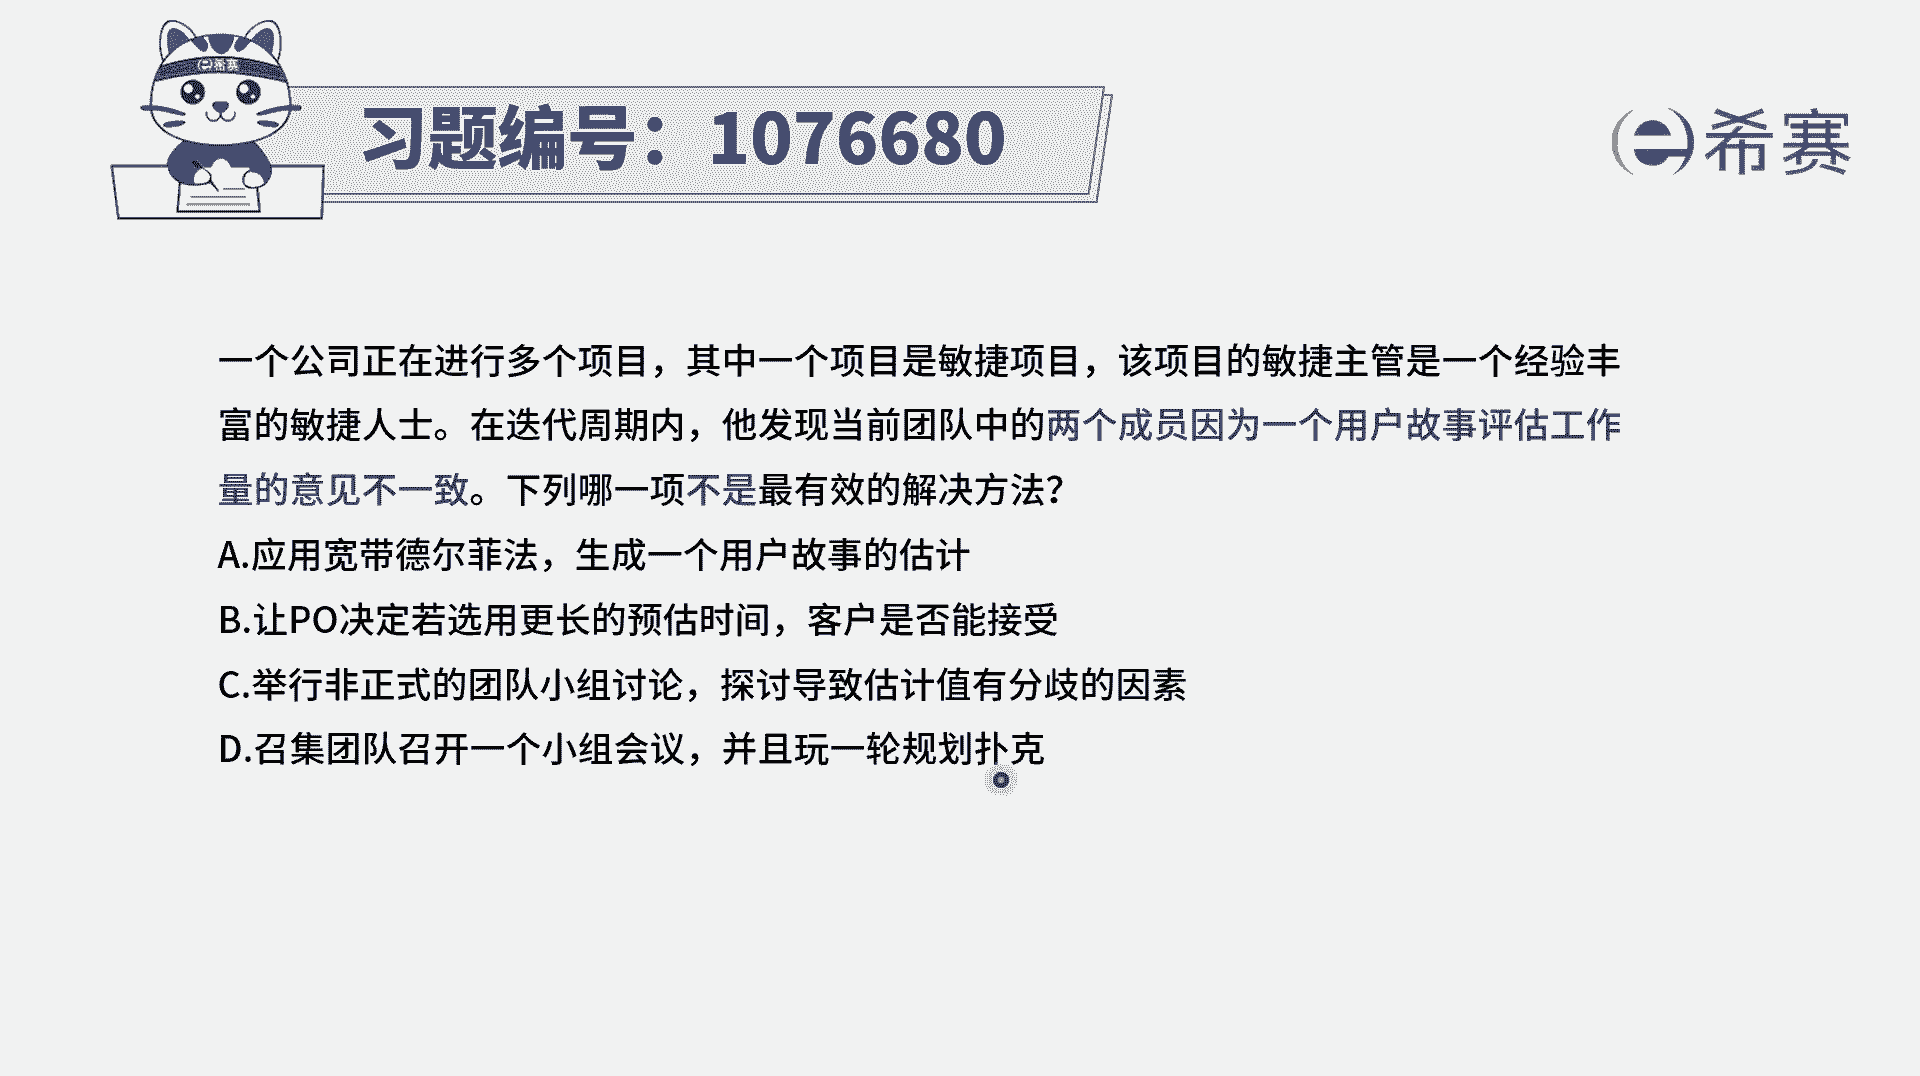 希赛
习题编号：1076680
希赛
一个公司正在进行多个项目，其中一个项目是敏捷项目，该项目的敏捷主管是一个经验丰
富的敏捷人士。在迭代周期内，他发现当前团队中的两个成员因为一个用户故事评估工作
量的意见不一致。下列哪一项不是最有效的解决方法？
A.应用宽带德尔菲法，生成一个用户故事的估计
B.让PO决定若选用更长的预估时间，客户是否能接受
C.举行非正式的团队小组讨论，探讨导致估计值有分歧的因素
D.召集团队召开一个小组会议，并且玩一轮规划扑克